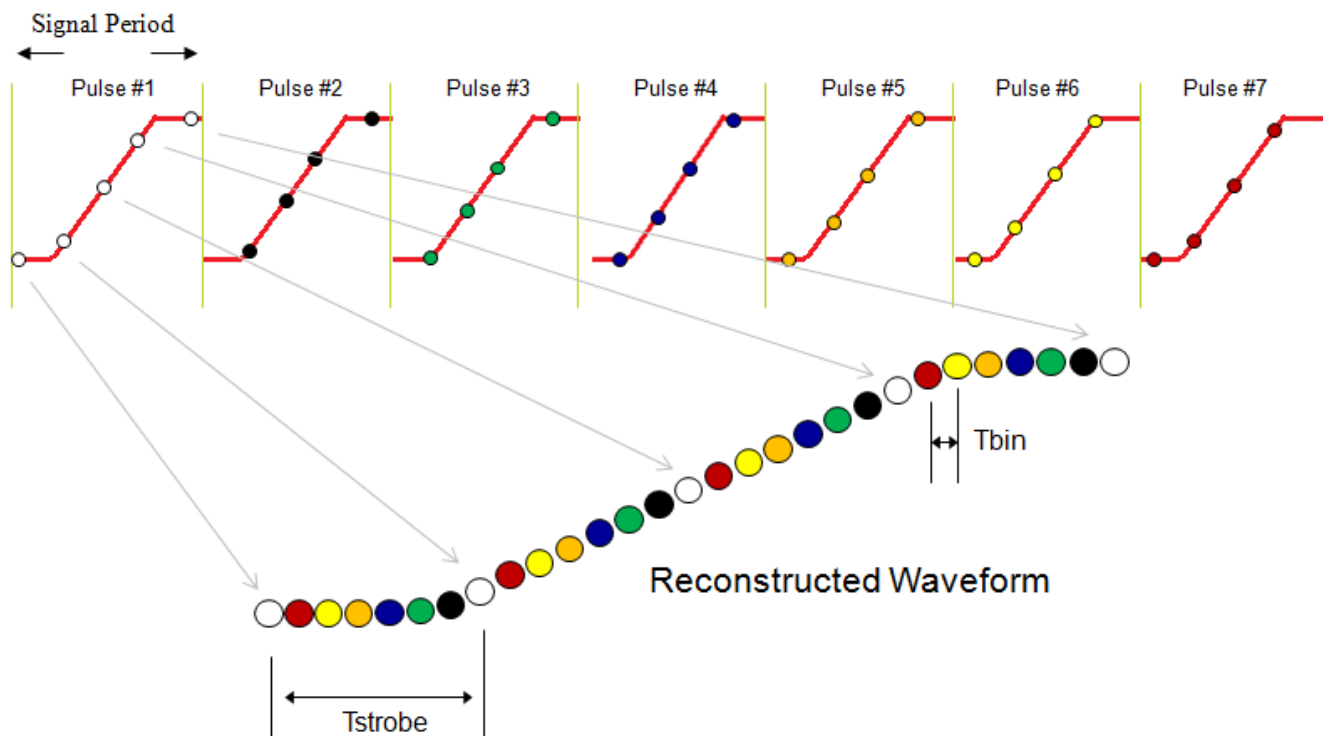 Signal Period
Pulse #1 Pulse #2 Pulse #3 Pulse #4 Pulse #5 Pulse #6 Pulse #7
Tbin
Reconstructed Waveform
Tstrobe